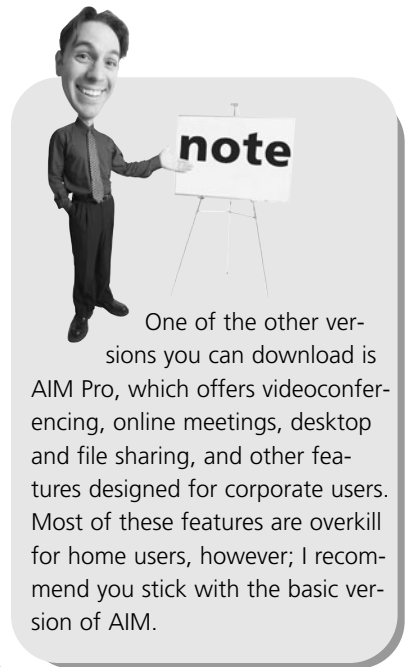 note
One of the other ver-
sions you can download is
AIM Pro, which offers videoconfer-
encing, online meetings, desktop
and file sharing, and other fea-
tures designed for corporate users.
Most of these features are overkill
for home users, however; I recom-
mend you stick with the basic ver-
sion of AIM.